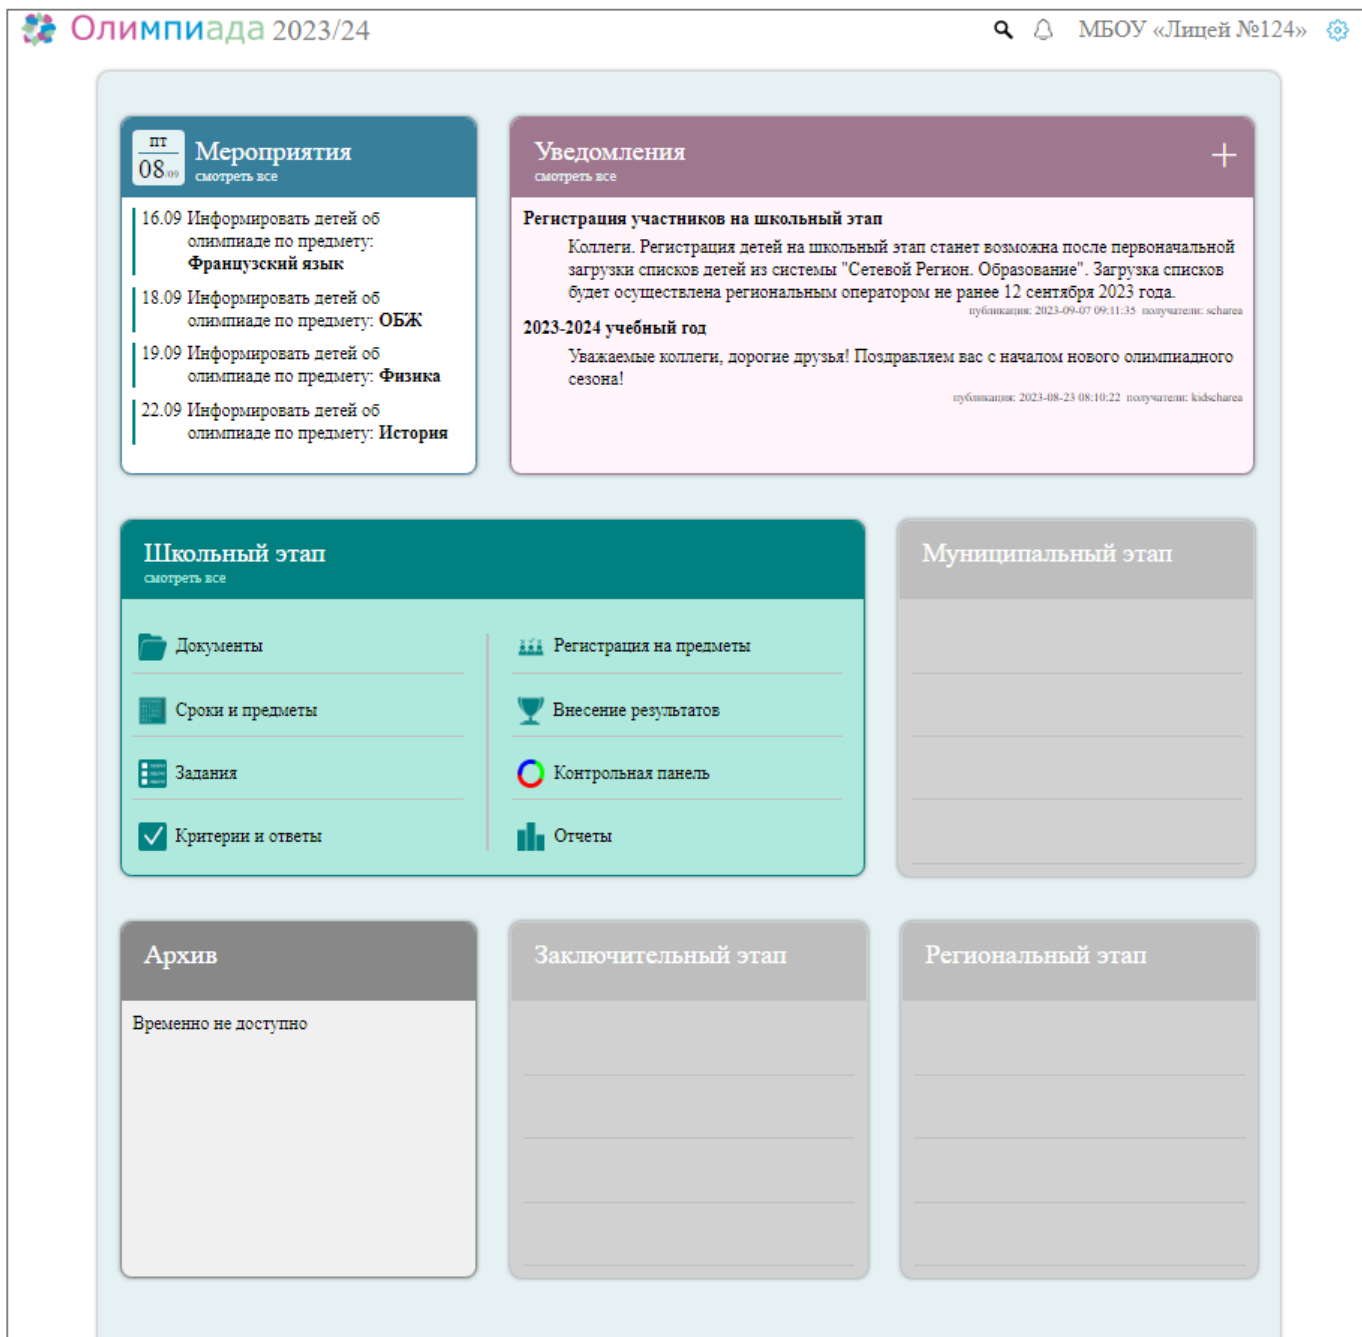 Олимпиада 2023/24
МБОУ «Лицей №124»
ПТ
08/09
Мероприятия
смотреть все
16.09 Информировать детей об
олимпиаде по предмету:
Французский язык
18.09 Информировать детей об
олимпиаде по предмету: ОБЖ
19.09 Информировать детей об
олимпиаде по предмету: Физика
22.09 Информировать детей об
олимпиаде по предмету: История
Уведомления
смотреть все
Регистрация участников на школьный этап
Коллеги. Регистрация детей на школьный этап станет возможна после первоначальной
загрузки списков детей из системы "Сетевой Регион. Образование". Загрузка списков
будет осуществлена региональным оператором не ранее 12 сентября 2023 года.
публикация: 2023-09-07 09:11:35 получатели: scharea
2023-2024 учебный год
Уважаемые коллеги, дорогие друзья! Поздравляем вас с началом нового олимпиадного
сезона!
публикация: 2023-08-23 08:10:22 получатели: kidscharea
Школьный этап
смотреть все
Документы
Сроки и предметы
Задания
Критерии и ответы
Регистрация на предметы
Внесение результатов
Контрольная панель
Отчеты
Муниципальный этап
Архив
Временно не доступно
Заключительный этап
Региональный этап